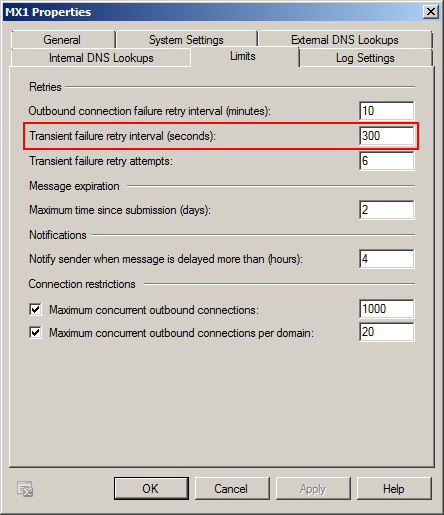 MX1 Properties
General
System Settings
External DNS Lookups
Internal DNS Lookups
Limits
Log Settings
Retries
Outbound connection failure retry interval (minutes): 10
Transient failure retry interval (seconds): 300
Transient failure retry attempts: 6
Message expiration
Maximum time since submission (days): 2
Notifications
Notify sender when message is delayed more than (hours): 4
Connection restrictions
Maximum concurrent outbound connections: 1000
Maximum concurrent outbound connections per domain: 20
OK
Cancel
Apply
Help